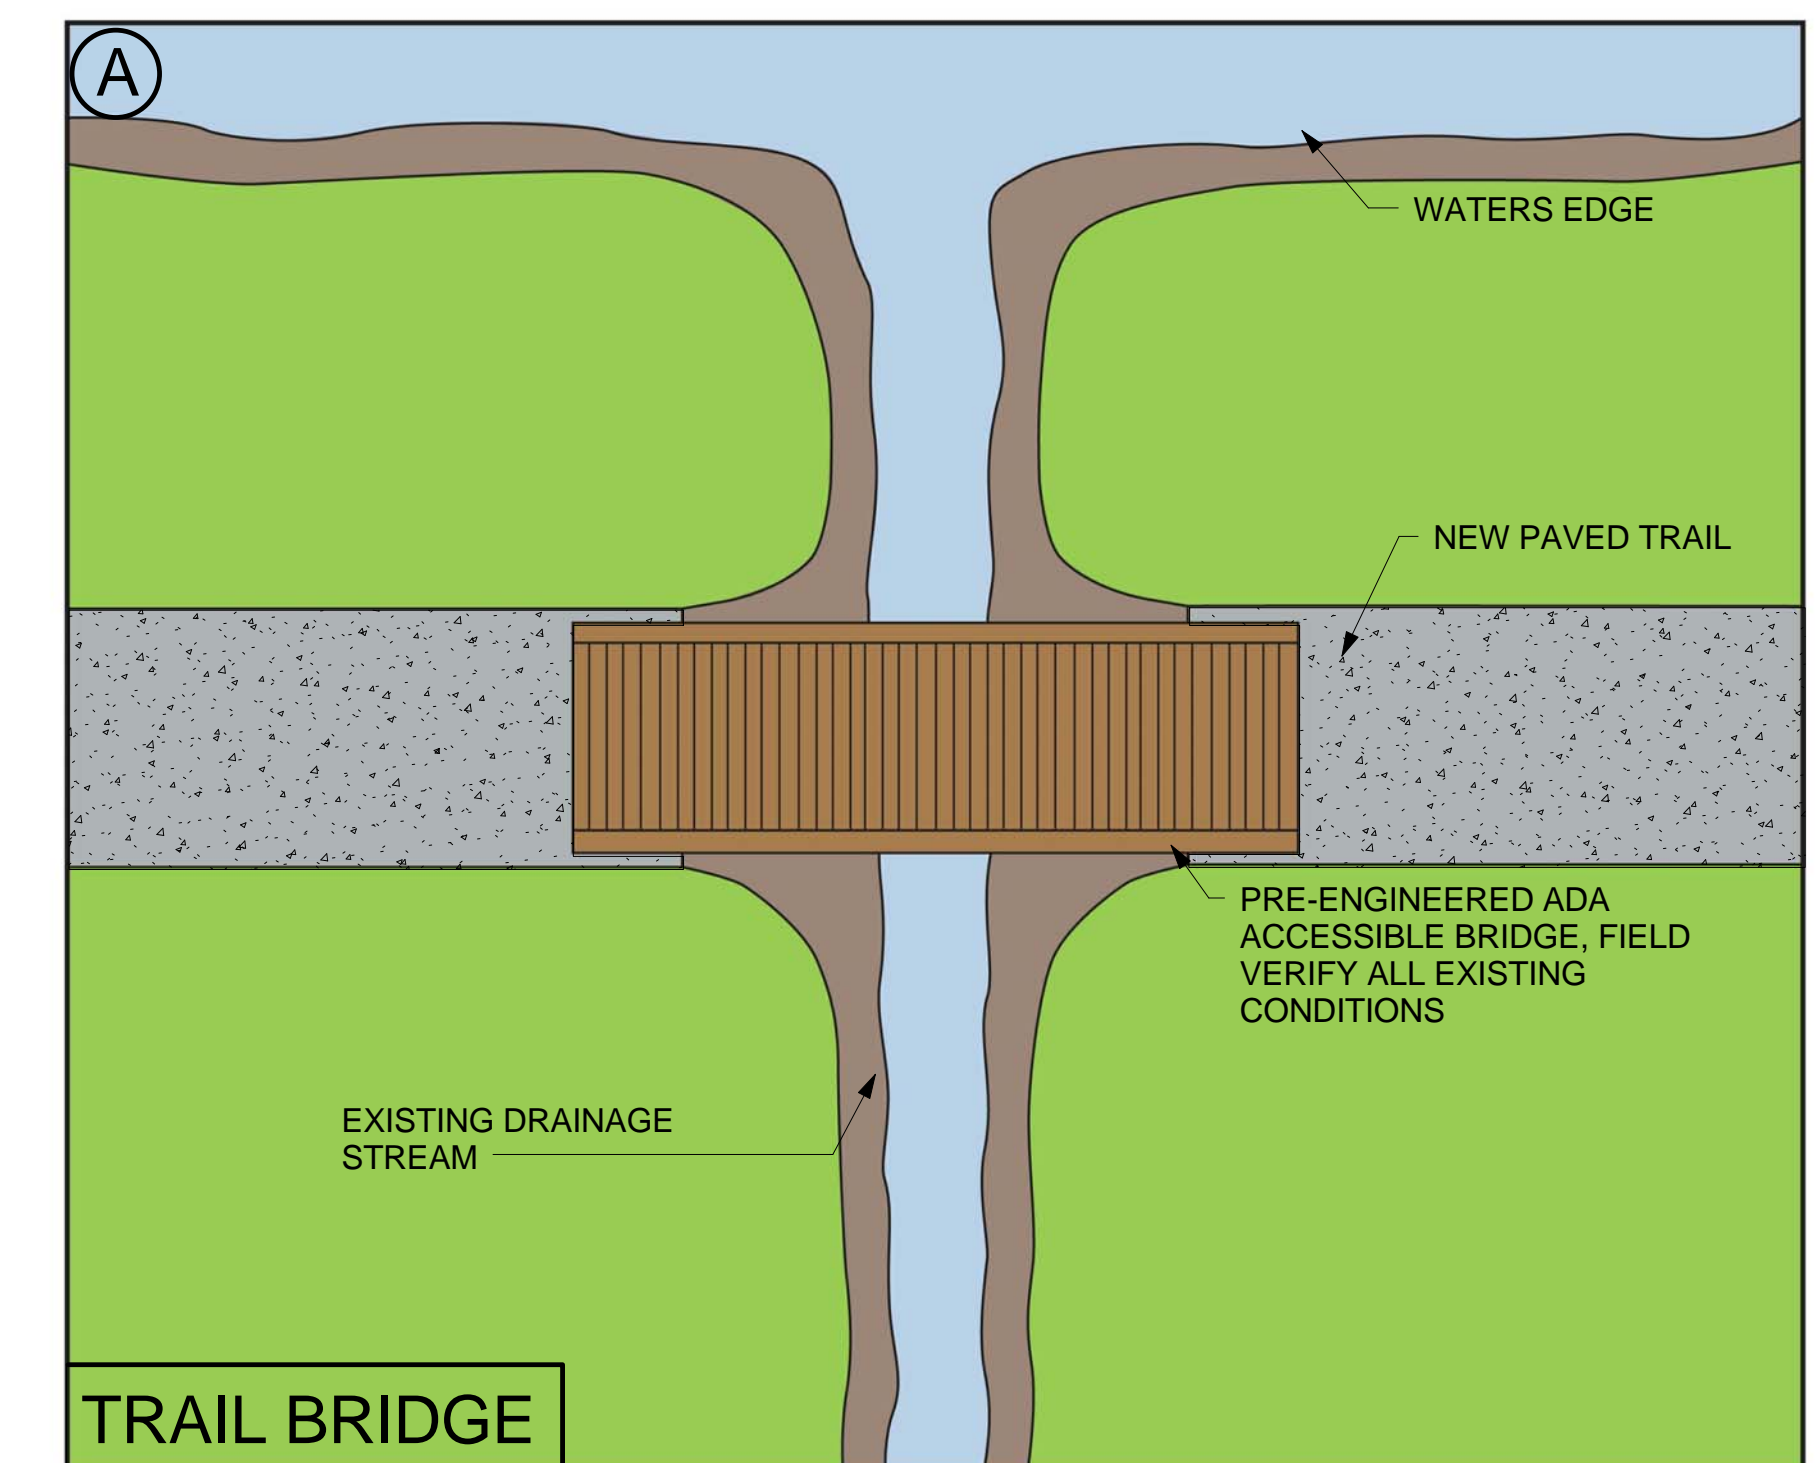 A
WATERS EDGE
NEW PAVED TRAIL
PRE-ENGINEERED ADA
ACCESSIBLE BRIDGE, FIELD
VERIFY ALL EXISTING
CONDITIONS
EXISTING DRAINAGE
STREAM
TRAIL BRIDGE